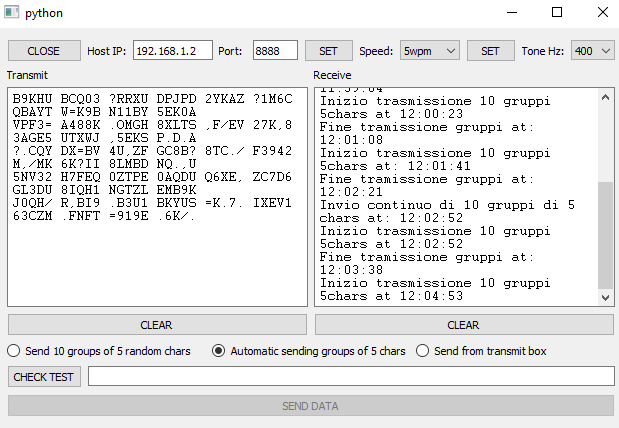 python
CLOSE Host IP: 192.168.1.2 Port: 8888 SET Speed: 5wpm SET Tone Hz: 400
Transmit
B9KHU BCQ03 ?RRXU DPJPD 2YKAZ ?1M6C
QBAYT W=K9B N11BY 5EK0A
VPF3= A488K .OMGH 8XLTS ,F/EV 27K,8
3AGE5 UTXWJ ,5EKS P.D.A
?.CQY DX=BV 4U,ZF GC8B? 8TC./ F3942
M,/MK 6K?II 8LMBD NQ.,U
5NV32 H7FEQ 0ZTPE 0AQDU Q6XE, ZC7D6
GL3DU 8IQH1 NGTZL EMB9K
J0QH/ R,BI9 .B3U1 BKYUS =K.7. IXEV1
63CZM .FNFT =919E .6K/.
Receive
11:59:04
Inizio trasmissione 10 gruppi
5chars at 12:00:23
Fine tramissione gruppi at:
12:01:08
Inizio trasmissione 10 gruppi
5chars at: 12:01:41
Fine tramissione gruppi at:
12:02:21
Invio continuo di 10 gruppi di 5
chars at: 12:02:52
Inizio trasmissione 10 gruppi
5chars at 12:02:52
Fine tramissione gruppi at:
12:03:38
Inizio trasmissione 10 gruppi
5chars at 12:04:53
CLEAR
CLEAR
Send 10 groups of 5 random chars Automatic sending groups of 5 chars Send from transmit box
CHECK TEST
SEND DATA